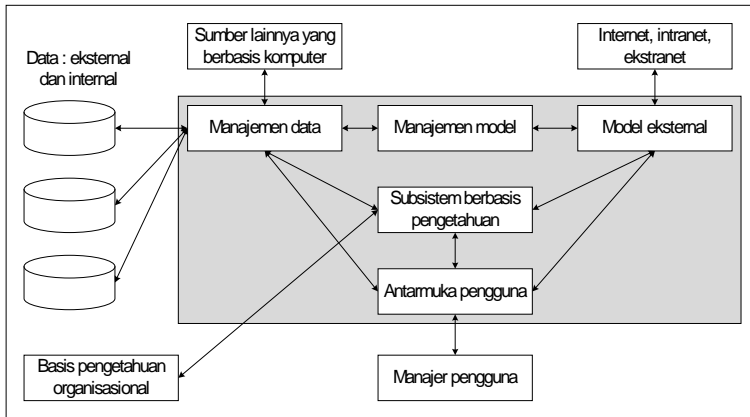 Data : eksternal
dan internal
Sumber lainnya yang
berbasis komputer
Internet, intranet,
ekstranet
Manajemen data
Manajemen model
Model eksternal
Subsistem berbasis
pengetahuan
Antarmuka pengguna
Basis pengetahuan
organisasional
Manajer pengguna